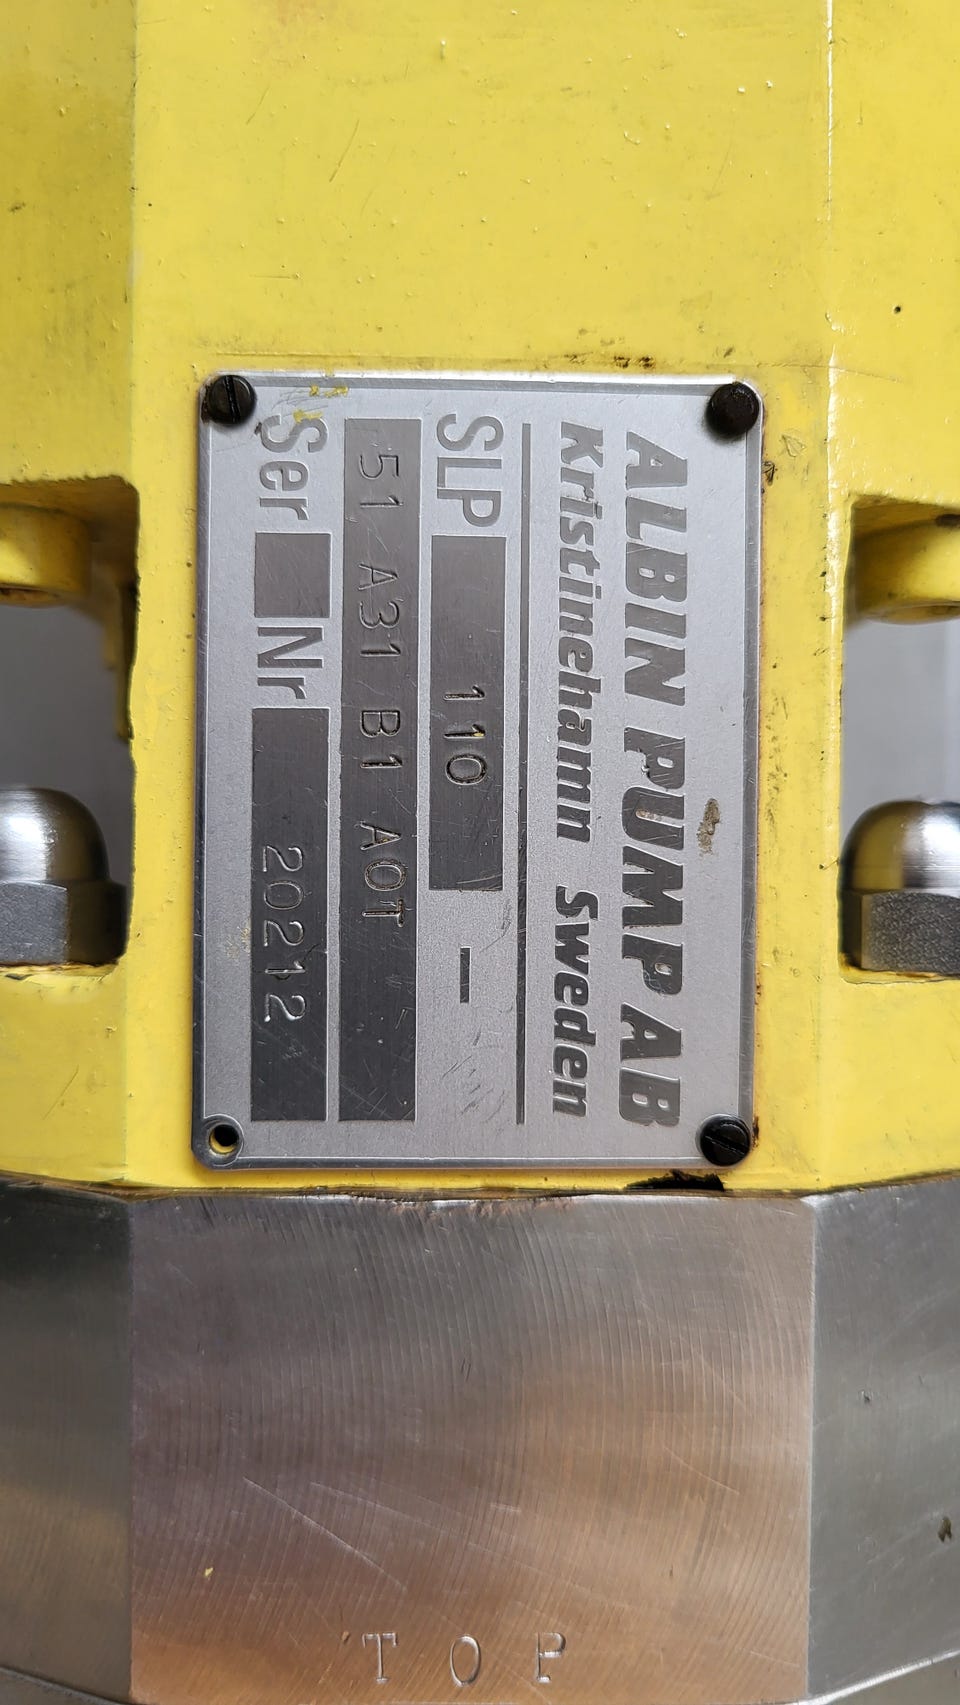 ALBIN PUMP AB
Kristinehamn Sweden
SLP 110 -
51 A31 B1 A0T
Ser Nr 20212
TOP